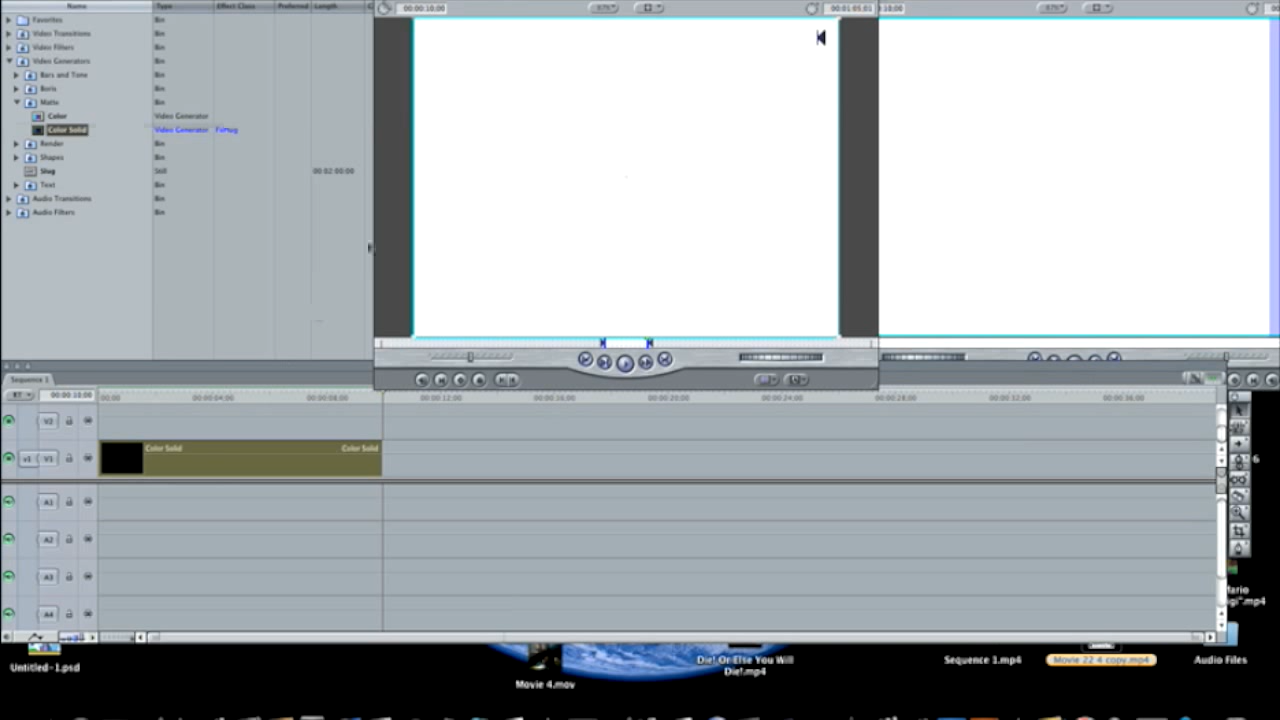 Name Type Effect Class Preferred Length
00:00:10;00 00:01:05;01
Favorites Bin
Video Transitions Bin
Video Filters Bin
Video Generators Bin
Bars and Tone Bin
Boris Bin
Matte Bin
Color Video Generator
Color Solid Video Generator
Render Bin
Shapes Bin
Slug Still 00:02:00:00
Text Bin
Audio Transitions Bin
Audio Filters Bin
Sequence 1
RT 00:00:10;00 00:00:04;00 00:00:08;00 00:00:12;00 00:00:16;00 00:00:20;00 00:00:24;00 00:00:28;00 00:00:32;00 00:00:36;00
V2
v1 V1 Color Solid Color Solid
A1
A2
A3
A4
Untitled-1.psd
Movie 4.mov
Die! Or Else You Will
Die!.mp4
Sequence 1.mp4
Movie 22 4 copy.mp4
Audio Files